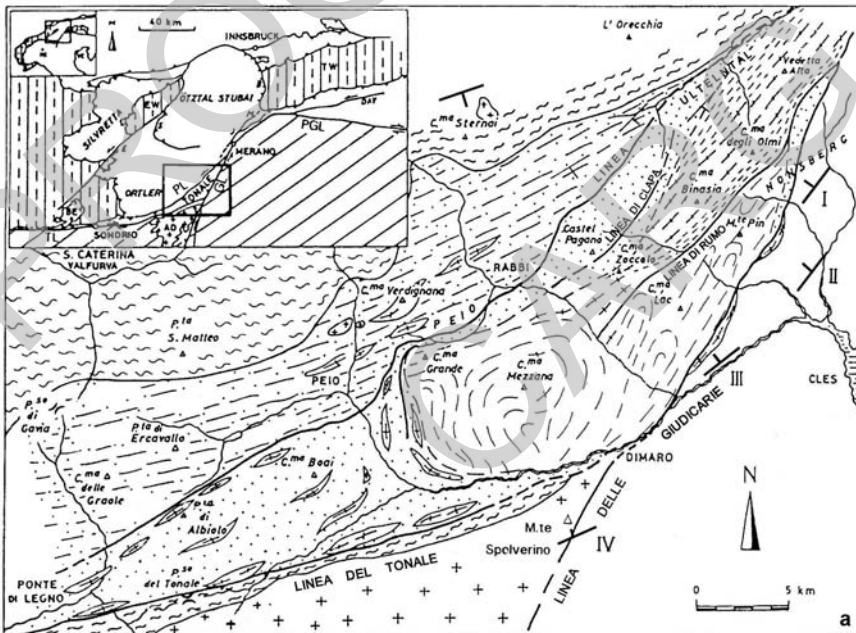 40 km
INNSBRUCK
L' Orecchia
TW
EW
ÖTZTAL STUBAI
SILVRETTA
DAV
PGL
MERANO
ORTLER
PL
TONALE
BE
AD
TL
SONDRIO
S. CATERINA
VALFURVA
Vedetta
Alta
ULTELNTAL
C.ma Sternai
C.ma
degli Olmi
LINEA
NONSBERG
LINEA DI CLAPA
C.ma
Binasia
I
Castel
Pagano
LINEA DI RUMO
M.te Pin
C.ma
Zoccolo
RABBI
II
C.ma Verdignana
C.ma
Lac
P.ta
S. Matteo
PEIO
C.ma
Grande
C.ma
Mezzana
PEIO
III
CLES
P.so
di
Gavia
P.ta di
Ercavallo
GIUDICARIE
DIMARO
C.ma
delle
Graole
C.ma Boai
N
P.ta
di
Albiolo
DELLE
M.te
Spolverino
IV
PONTE
DI LEGNO
P.so
del Tonale
LINEA DEL TONALE
LINEA
0 5 km
a